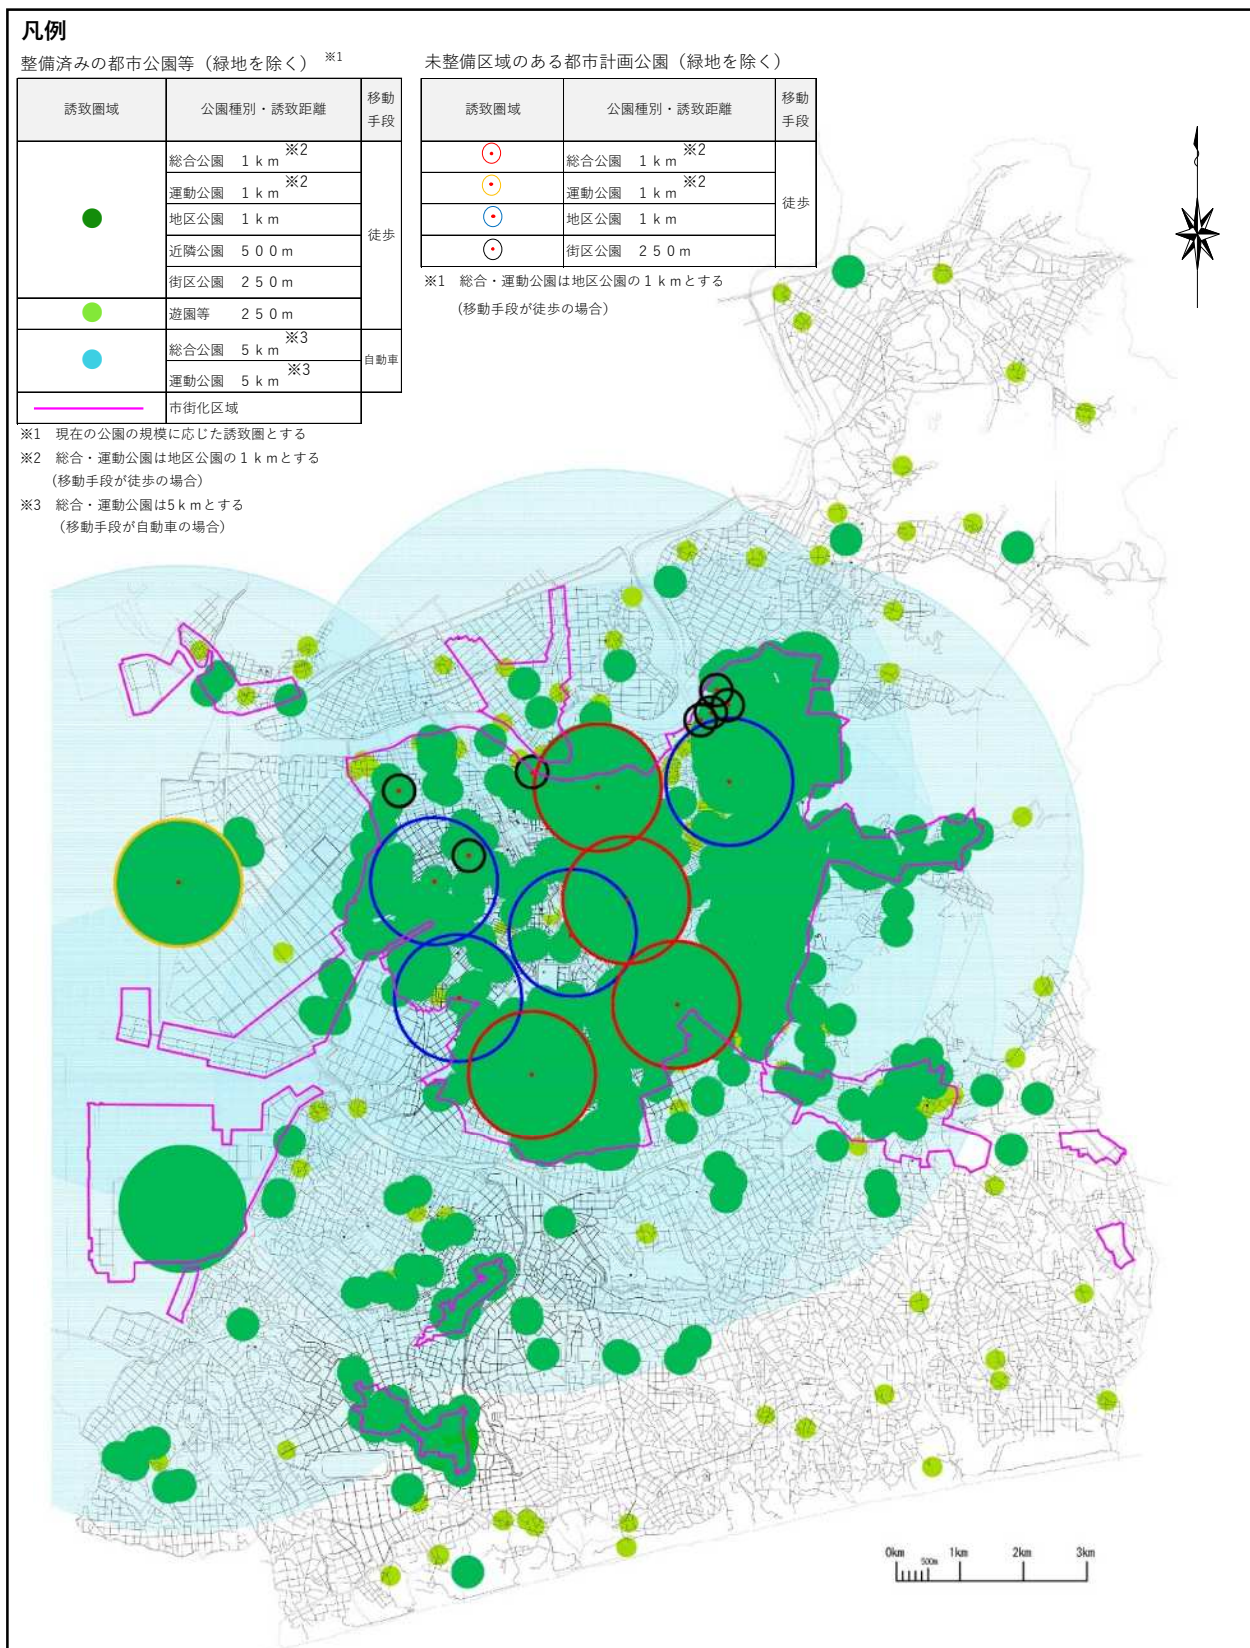 凡例
整備済みの都市公園等（緑地を除く） ※1
誘致圏域 公園種別・誘致距離 移動手段
総合公園 １ｋｍ ※2
運動公園 １ｋｍ ※2
地区公園 １ｋｍ
近隣公園 ５００ｍ
街区公園 ２５０ｍ
徒歩
遊園等 ２５０ｍ
総合公園 ５ｋｍ ※3
運動公園 ５ｋｍ ※3
自動車
市街化区域
※1 現在の公園の規模に応じた誘致圏とする
※2 総合・運動公園は地区公園の１ｋｍとする
(移動手段が徒歩の場合)
※3 総合・運動公園は5ｋｍとする
(移動手段が自動車の場合)
未整備区域のある都市計画公園（緑地を除く）
誘致圏域 公園種別・誘致距離 移動手段
総合公園 １ｋｍ ※2
運動公園 １ｋｍ ※2
地区公園 １ｋｍ
街区公園 ２５０ｍ
徒歩
※1 総合・運動公園は地区公園の１ｋｍとする
(移動手段が徒歩の場合)
0km 500m 1km 2km 3km